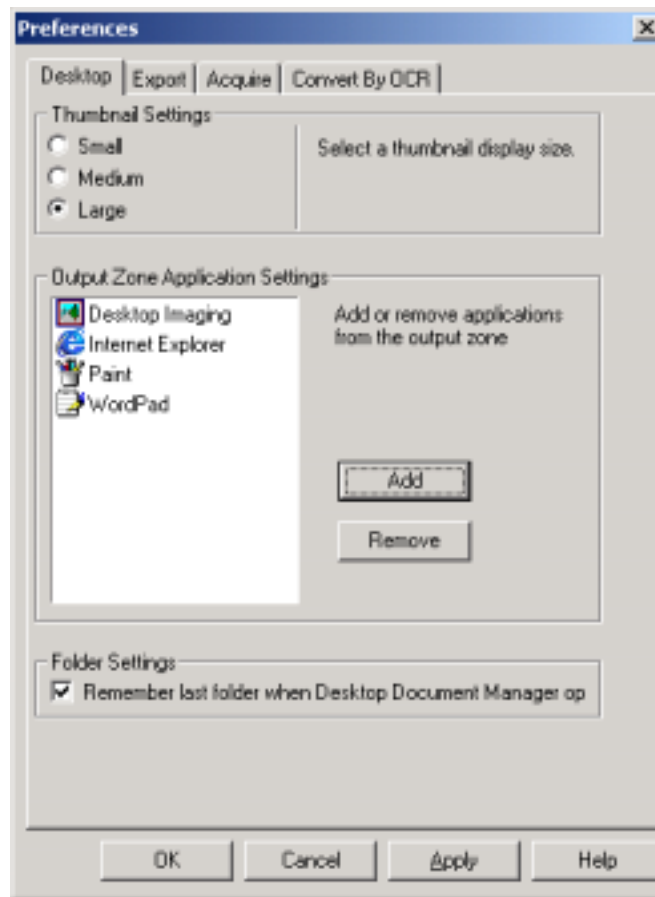 Preferences
Desktop Export Acquire Convert By OCR
Thumbnail Settings
Small
Medium
Large
Select a thumbnail display size.
Output Zone Application Settings
Desktop Imaging
Internet Explorer
Paint
WordPad
Add or remove applications
from the output zone
Add
Remove
Folder Settings
Remember last folder when Desktop Document Manager op
OK Cancel Apply Help